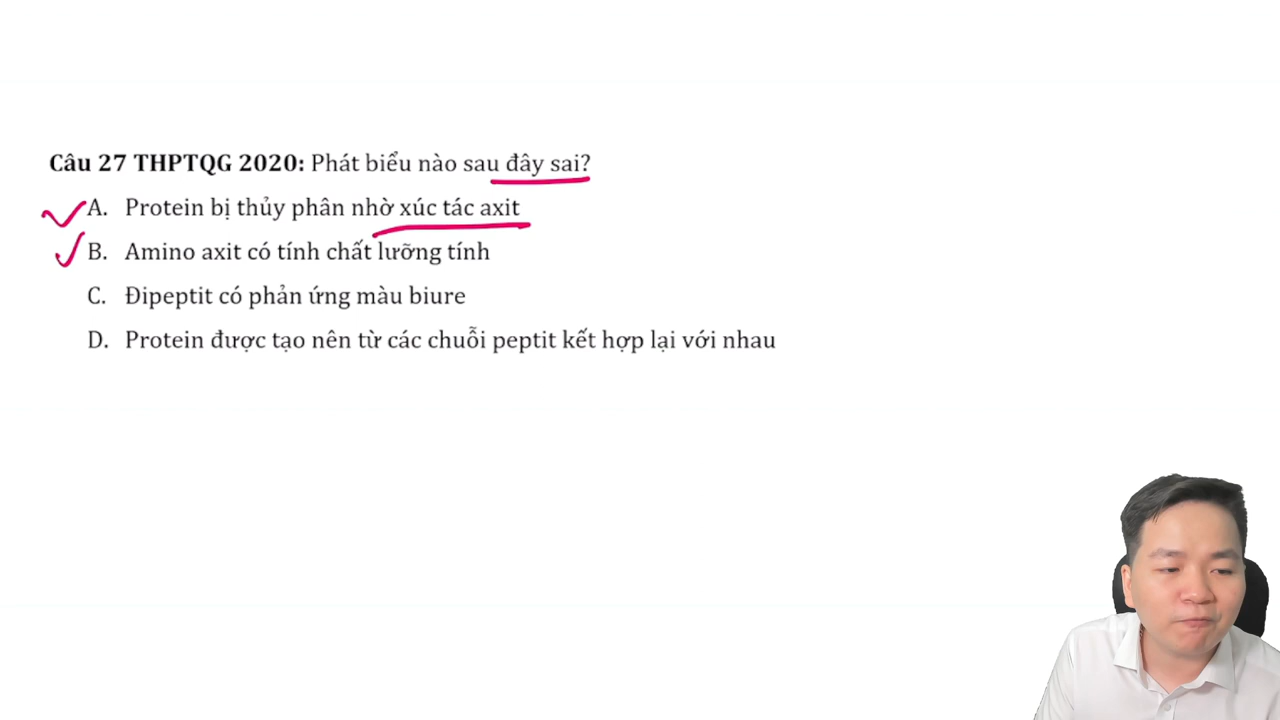 Câu 27 THPTQG 2020: Phát biểu nào sau đây sai?
A. Protein bị thủy phân nhờ xúc tác axit
B. Amino axit có tính chất lưỡng tính
C. Đipeptit có phản ứng màu biure
D. Protein được tạo nên từ các chuỗi peptit kết hợp lại với nhau